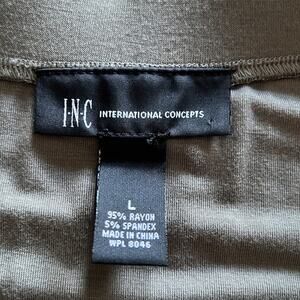 I·N·C INTERNATIONAL CONCEPTS
L
95% RAYON
5% SPANDEX
MADE IN CHINA
WPL 8046